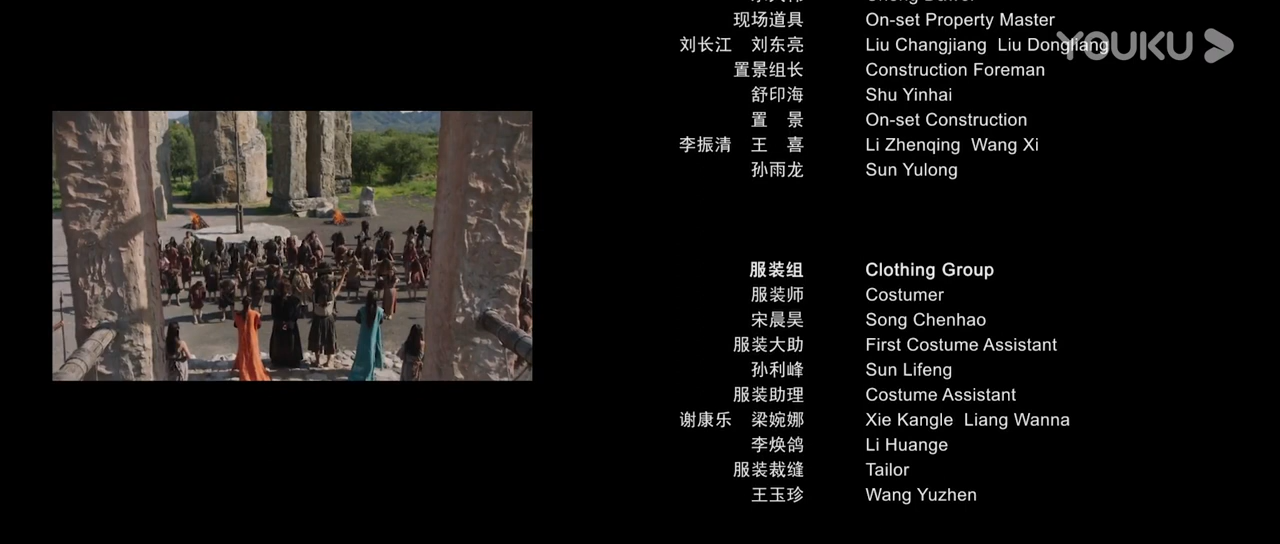 现场道具 On-set Property Master
刘长江 刘东亮 Liu Changjiang Liu Dongliang
YOUKU
置景组长 Construction Foreman
舒印海 Shu Yinhai
置 景 On-set Construction
李振清 王 喜 Li Zhenqing Wang Xi
孙雨龙 Sun Yulong
服装组 Clothing Group
服装师 Costumer
宋晨昊 Song Chenhao
服装大助 First Costume Assistant
孙利峰 Sun Lifeng
服装助理 Costume Assistant
谢康乐 梁婉娜 Xie Kangle Liang Wanna
李焕鸽 Li Huange
服装裁缝 Tailor
王玉珍 Wang Yuzhen